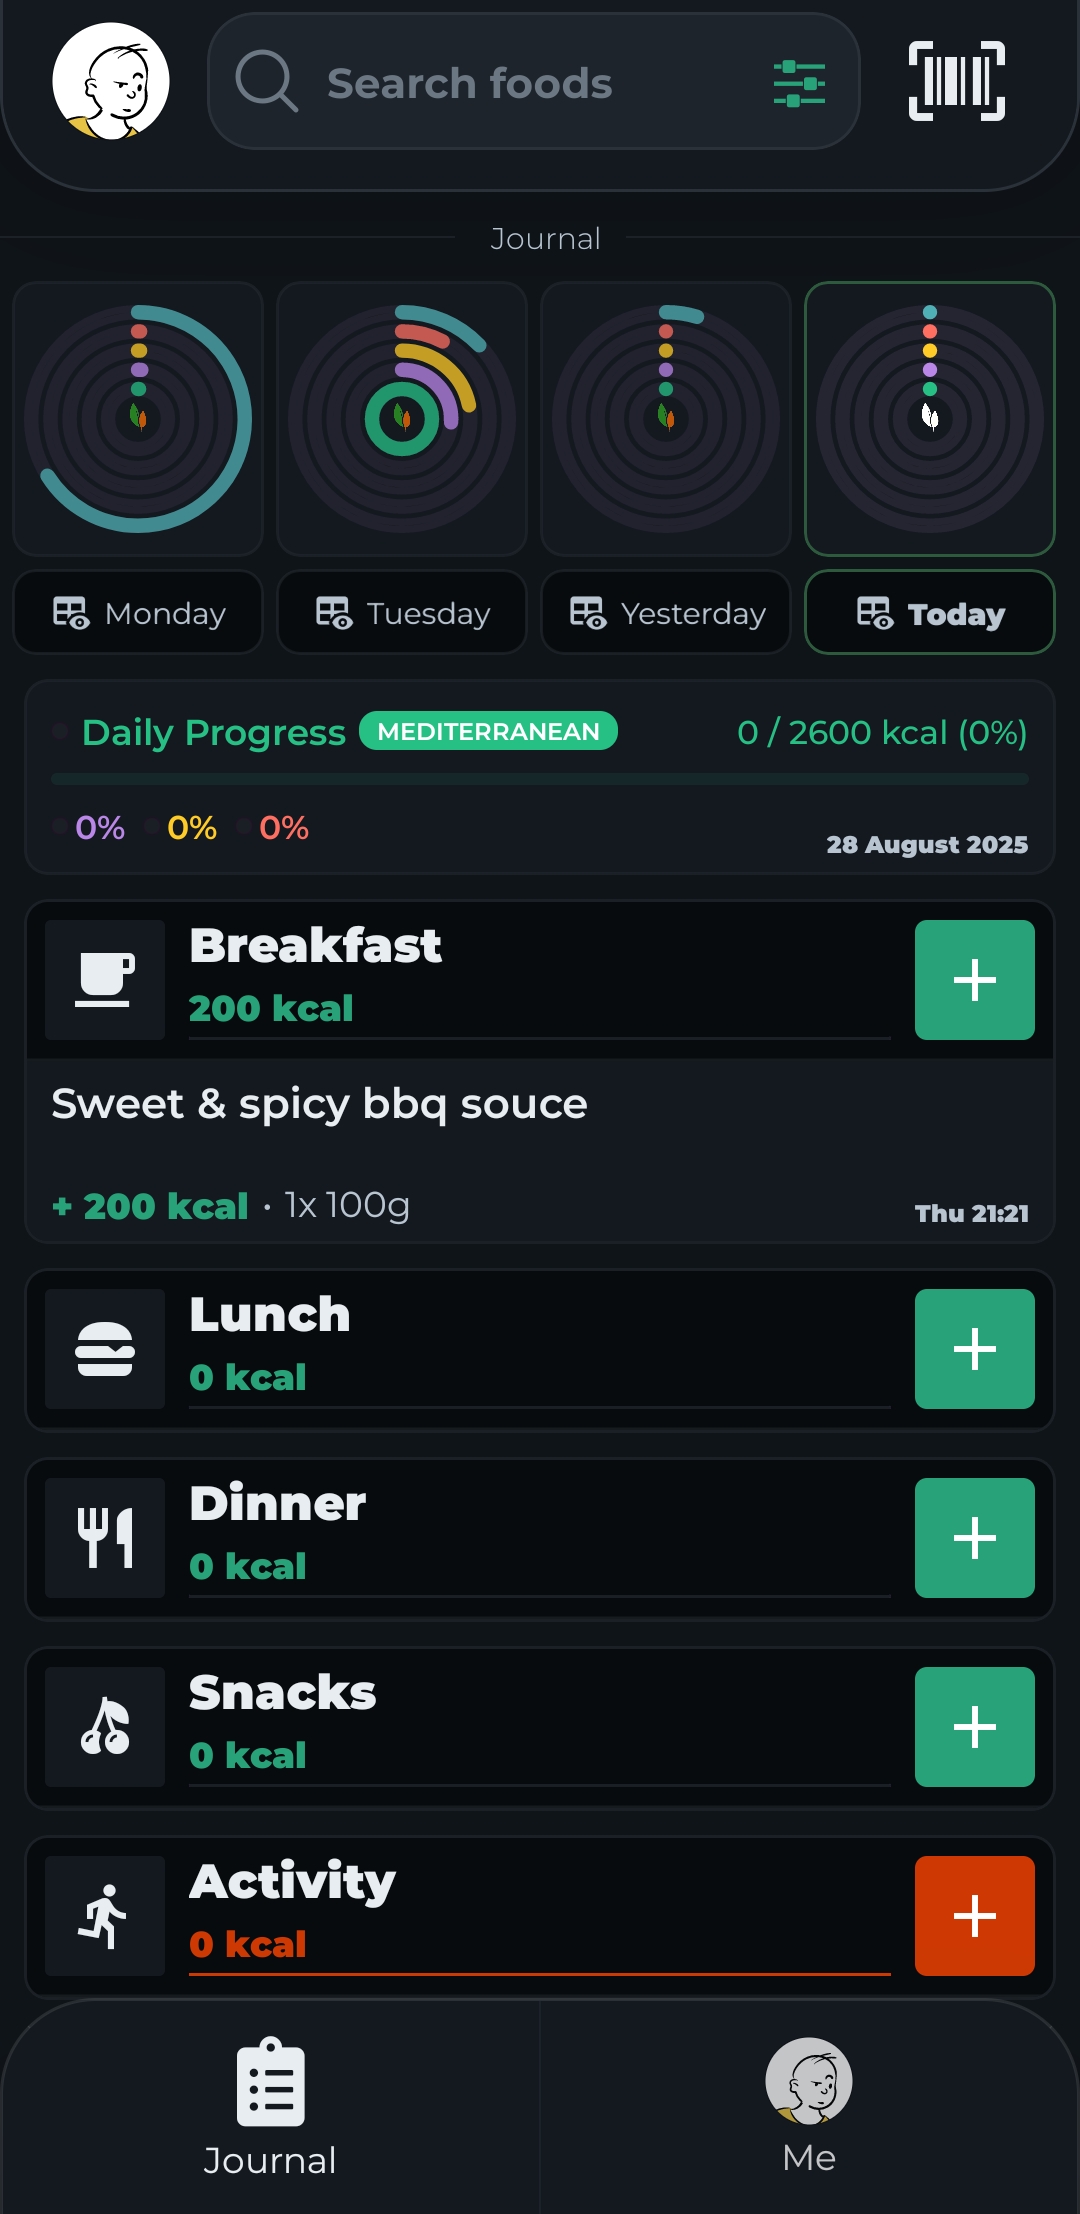 Search foods
Journal
Monday
Tuesday
Yesterday
Today
Daily Progress MEDITERRANEAN 0 / 2600 kcal (0%)
0% 0% 0%
28 August 2025
Breakfast
200 kcal
Sweet & spicy bbq souce
+ 200 kcal · 1x 100g
Thu 21:21
Lunch
0 kcal
Dinner
0 kcal
Snacks
0 kcal
Activity
0 kcal
Journal
Me